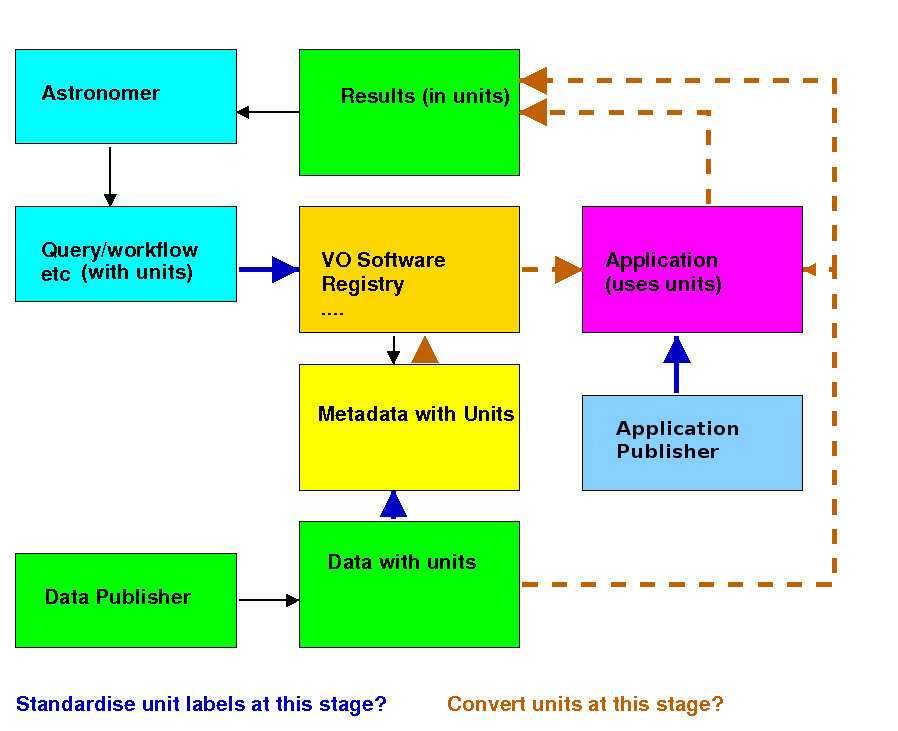 Astronomer
Results (in units)
Query/workflow
etc (with units)
VO Software
Registry
....
Application
(uses units)
Metadata with Units
Application
Publisher
Data with units
Data Publisher
Standardise unit labels at this stage?
Convert units at this stage?